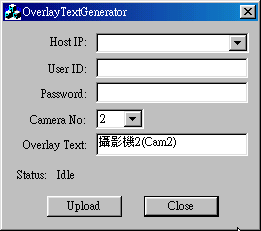 OverlayTextGenerator
Host IP:
User ID:
Password:
Camera No: 2
Overlay Text: 攝影機2(Cam2)
Status: Idle
Upload Close